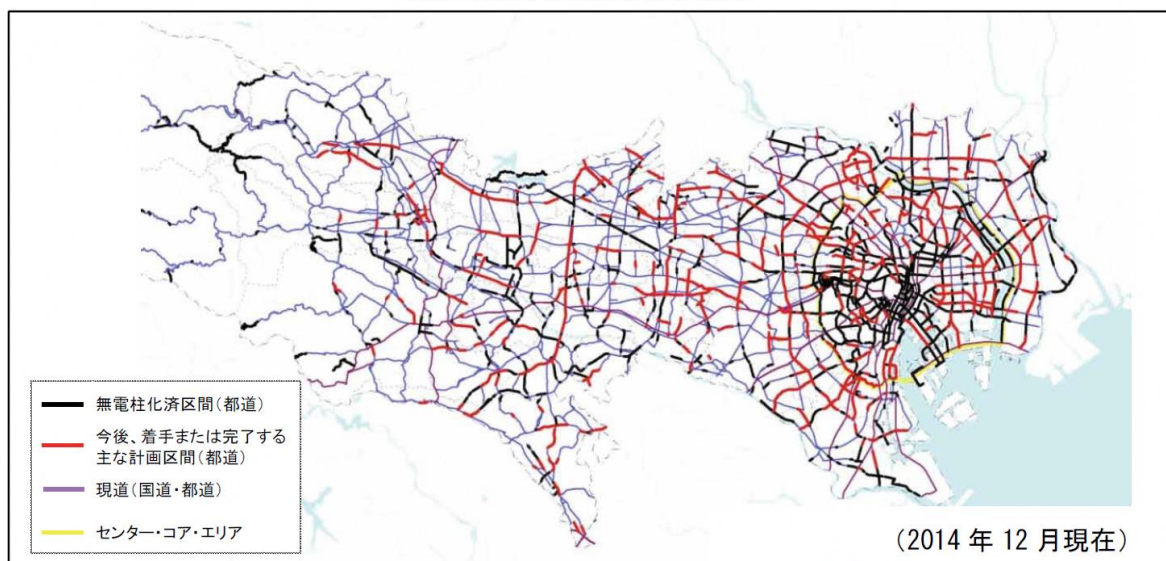 無電柱化済区間(都道)
今後、着手または完了する
主な計画区間(都道)
現道(国道・都道)
センター・コア・エリア
(2014 年 12 月現在)